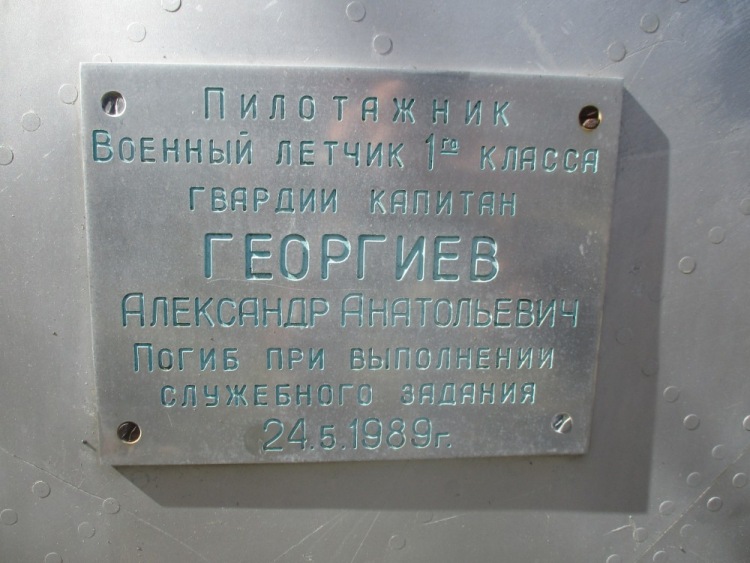 Пилотажник
Военный летчик 1го класса
гвардии капитан
ГЕОРГИЕВ
Александр Анатольевич
Погиб при выполнении
служебного задания
24.5.1989г.